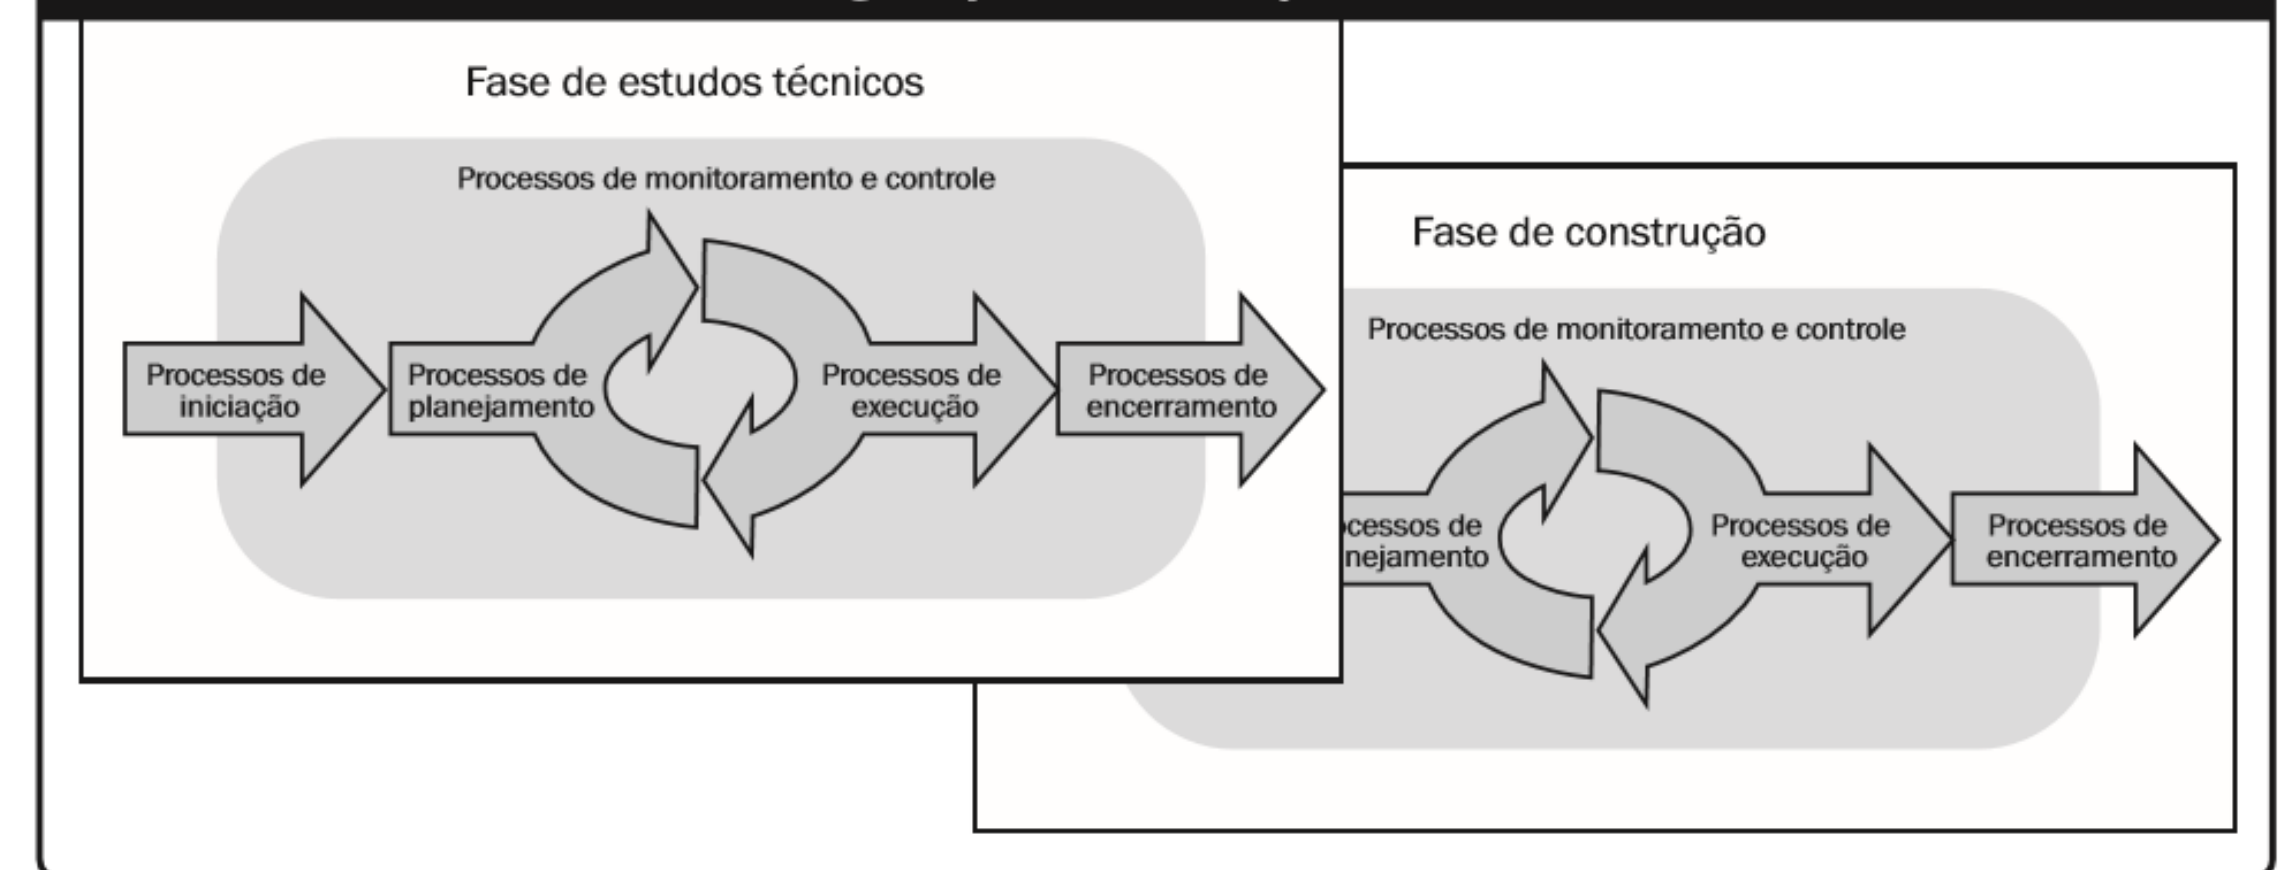 Fase de estudos técnicos
Processos de monitoramento e controle
Processos de
iniciação
Processos de
planejamento
Processos de
execução
Processos de
encerramento
Fase de construção
Processos de monitoramento e controle
cessos de
nejamento
Processos de
execução
Processos de
encerramento